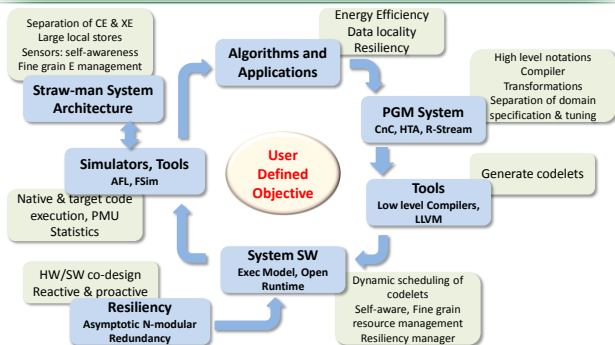 Separation of CE & XE
Large local stores
Sensors: self-awareness
Fine grain E management
Straw-man System
Architecture
Algorithms and
Applications
Energy Efficiency
Data locality
Resiliency
High level notations
Compiler
Transformations
Separation of domain
specification & tuning
PGM System
CnC, HTA, R-Stream
Simulators, Tools
AFL, FSim
User
Defined
Objective
Generate codelets
Tools
Low level Compilers,
LLVM
Native & target code
execution, PMU
Statistics
System SW
Exec Model, Open
Runtime
HW/SW co-design
Reactive & proactive
Resiliency
Asymptotic N-modular
Redundancy
Dynamic scheduling of
codelets
Self-aware, Fine grain
resource management
Resiliency manager